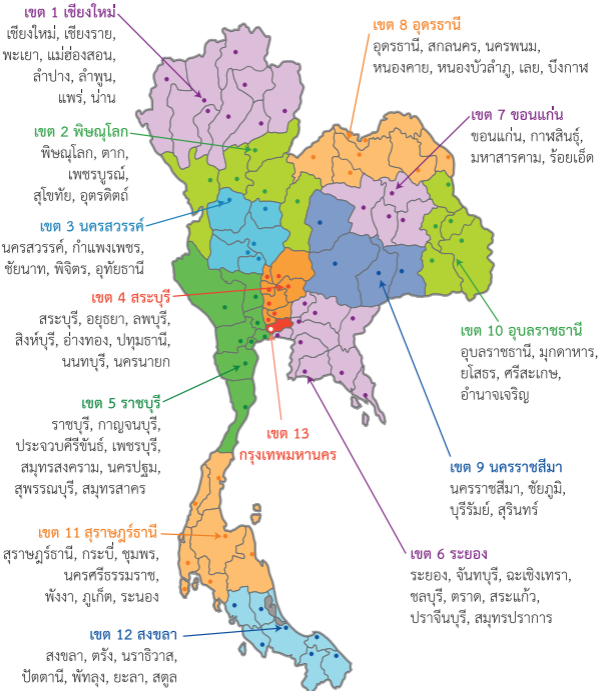 เขต 1 เชียงใหม่
เชียงใหม่, เชียงราย,
พะเยา, แม่ฮ่องสอน,
ลำปาง, ลำพูน,
แพร่, น่าน
เขต 2 พิษณุโลก
พิษณุโลก, ตาก,
เพชรบูรณ์,
สุโขทัย, อุตรดิตถ์
เขต 3 นครสวรรค์
นครสวรรค์, กำแพงเพชร,
ชัยนาท, พิจิตร, อุทัยธานี
เขต 4 สระบุรี
สระบุรี, อยุธยา, ลพบุรี,
สิงห์บุรี, อ่างทอง, ปทุมธานี,
นนทบุรี, นครนายก
เขต 5 ราชบุรี
ราชบุรี, กาญจนบุรี,
ประจวบคีรีขันธ์, เพชรบุรี,
สมุทรสงคราม, นครปฐม,
สุพรรณบุรี, สมุทรสาคร
เขต 11 สุราษฎร์ธานี
สุราษฎร์ธานี, กระบี่, ชุมพร,
นครศรีธรรมราช,
พังงา, ภูเก็ต, ระนอง
เขต 12 สงขลา
สงขลา, ตรัง, นราธิวาส,
ปัตตานี, พัทลุง, ยะลา, สตูล
เขต 8 อุดรธานี
อุดรธานี, สกลนคร, นครพนม,
หนองคาย, หนองบัวลำภู, เลย, บึงกาฬ
เขต 7 ขอนแก่น
ขอนแก่น, กาฬสินธุ์,
มหาสารคาม, ร้อยเอ็ด
เขต 10 อุบลราชธานี
อุบลราชธานี, มุกดาหาร,
ยโสธร, ศรีสะเกษ,
อำนาจเจริญ
เขต 13
กรุงเทพมหานคร
เขต 9 นครราชสีมา
นครราชสีมา, ชัยภูมิ,
บุรีรัมย์, สุรินทร์
เขต 6 ระยอง
ระยอง, จันทบุรี, ฉะเชิงเทรา,
ชลบุรี, ตราด, สระแก้ว,
ปราจีนบุรี, สมุทรปราการ